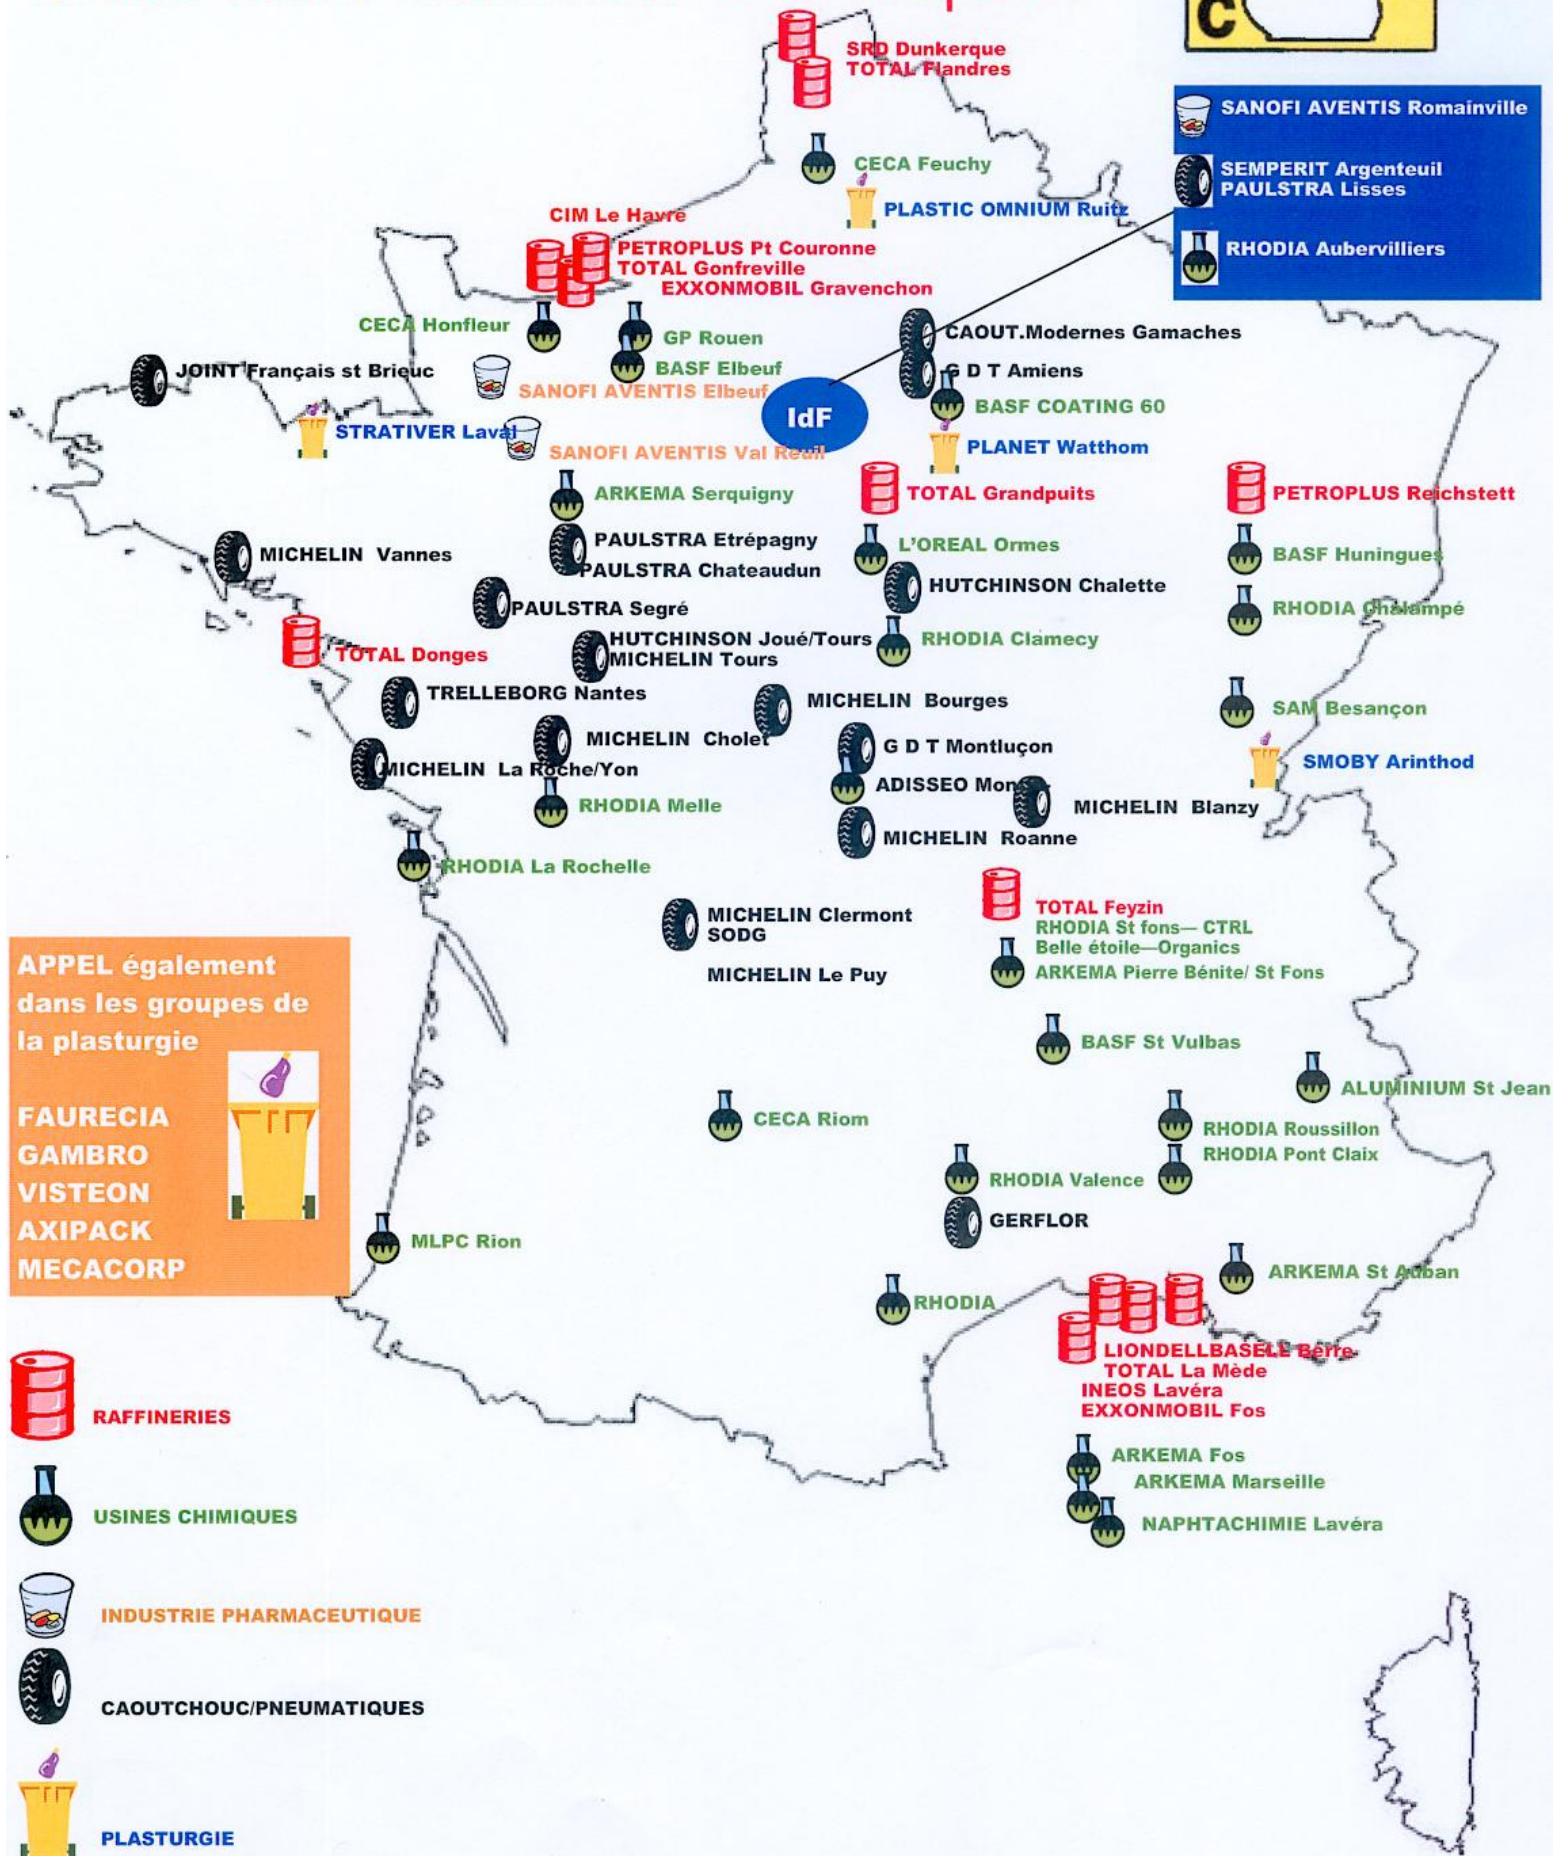 C
SRD Dunkerque
TOTAL Flandres
SANOFI AVENTIS Romainville
SEMPERIT Argenteuil
PAULSTRA Lisses
RHODIA Aubervilliers
CECA Feuchy
PLASTIC OMNIUM Ruitz
CIM Le Havre
PETROPLUS Pt Couronne
TOTAL Gonfreville
EXXONMOBIL Gravenchon
CECA Honfleur
GP Rouen
BASF Elbeuf
CAOUT.Modernes Gamaches
G D T Amiens
JOINT Français st Brieuc
SANOFI AVENTIS Elbeuf
BASF COATING 60
IdF
STRATIVER Laval
SANOFI AVENTIS Val Reuil
PLANET Watthom
ARKEMA Serquigny
TOTAL Grandpuits
PETROPLUS Reichstett
MICHELIN Vannes
PAULSTRA Etrépagny
PAULSTRA Chateaudun
L'OREAL Ormes
BASF Huningues
HUTCHINSON Chalette
PAULSTRA Segré
RHODIA Chalampé
HUTCHINSON Joué/Tours
MICHELIN Tours
RHODIA Clamecy
TOTAL Donges
TRELLEBORG Nantes
MICHELIN Bourges
SAM Besançon
MICHELIN Cholet
G D T Montluçon
MICHELIN La Roche/Yon
SMOBY Arinthod
ADISSEO
RHODIA Melle
MICHELIN Blanzy
MICHELIN Roanne
RHODIA La Rochelle
MICHELIN Clermont
SODG
MICHELIN Le Puy
TOTAL Feyzin
RHODIA St fons— CTRL
Belle étoile—Organics
ARKEMA Pierre Bénite/ St Fons
APPEL également
dans les groupes de
la plasturgie
FAURECIA
GAMBRO
VISTEON
AXIPACK
MECACORP
BASF St Vulbas
ALUMINIUM St Jean
CECA Riom
RHODIA Roussillon
RHODIA Pont Claix
RHODIA Valence
GERFLOR
MLPC Rion
ARKEMA St Auban
RHODIA
LIONDELLBASELL Berre
TOTAL La Mède
INEOS Lavéra
EXXONMOBIL Fos
ARKEMA Fos
ARKEMA Marseille
NAPHTACHIMIE Lavéra
RAFFINERIES
USINES CHIMIQUES
INDUSTRIE PHARMACEUTIQUE
CAOUTCHOUC/PNEUMATIQUES
PLASTURGIE